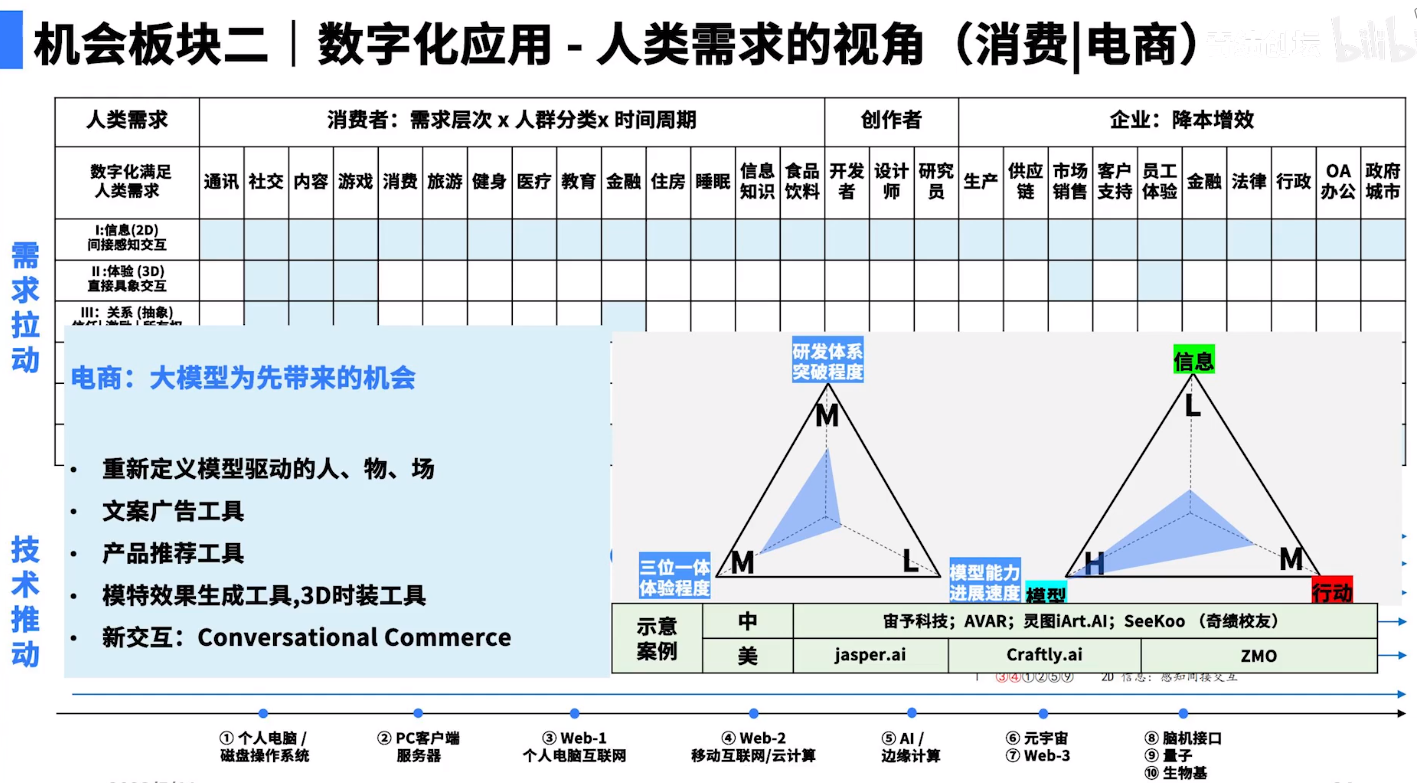 机会板块二｜数字化应用 - 人类需求的视角（消费|电商）
bilibili
人类需求
消费者：需求层次 x 人群分类x 时间周期
创作者
企业：降本增效
数字化满足
人类需求
通讯
社交
内容
游戏
消费
旅游
健身
医疗
教育
金融
住房
睡眠
信息
知识
食品
饮料
开发
者
设计
师
研究
员
生产
供应
链
市场
销售
客户
支持
员工
体验
金融
法律
行政
OA
办公
政府
城市
I:信息(2D)
间接感知交互
II:体验 (3D)
直接具象交互
III：关系 (抽象)
需求拉动
技术推动
电商：大模型为先带来的机会
• 重新定义模型驱动的人、物、场
• 文案广告工具
• 产品推荐工具
• 模特效果生成工具,3D时装工具
• 新交互：Conversational Commerce
研发体系
突破程度
M
三位一体
体验程度
M
L
模型能力
进展速度
信息
L
模型
H
M
行动
示意
案例
中
宙予科技；AVAR；灵图iArt.AI；SeeKoo （奇绩校友）
美
jasper.ai
Craftly.ai
ZMO
③④①②⑤⑨ 2D 信息：感知间接交互
① 个人电脑 /
磁盘操作系统
② PC客户端
服务器
③ Web-1
个人电脑互联网
④ Web-2
移动互联网/云计算
⑤ AI /
边缘计算
⑥ 元宇宙
⑦ Web-3
⑧ 脑机接口
⑨ 量子
⑩ 生物基